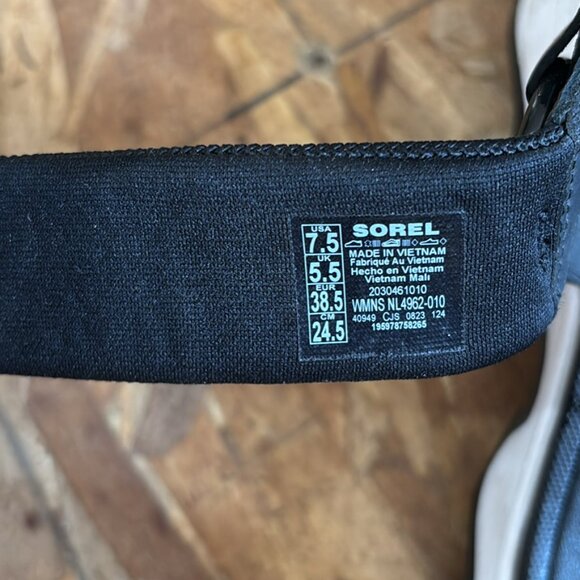 USA
7.5
UK
5.5
EUR
38.5
CM
24.5
SOREL
MADE IN VIETNAM
Fabriqué Au Vietnam
Hecho en Vietnam
Vietnam Malı
2030461010
WMNS NL4962-010
40949 CJS 0823 124
195978758265